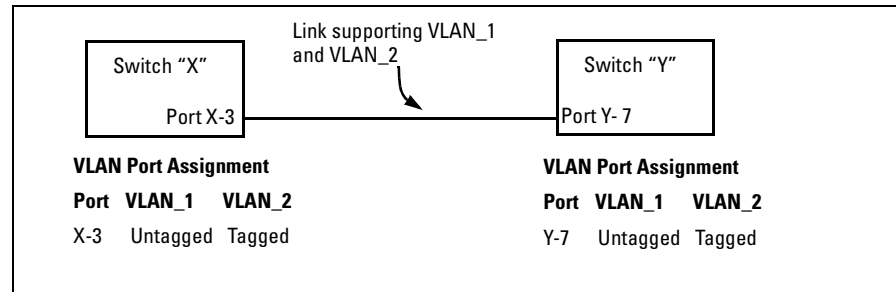 Link supporting VLAN_1
and VLAN_2
Switch “X”
Switch “Y”
Port X-3
Port Y- 7
VLAN Port Assignment
Port VLAN_1 VLAN_2
X-3 Untagged Tagged
VLAN Port Assignment
Port VLAN_1 VLAN_2
Y-7 Untagged Tagged